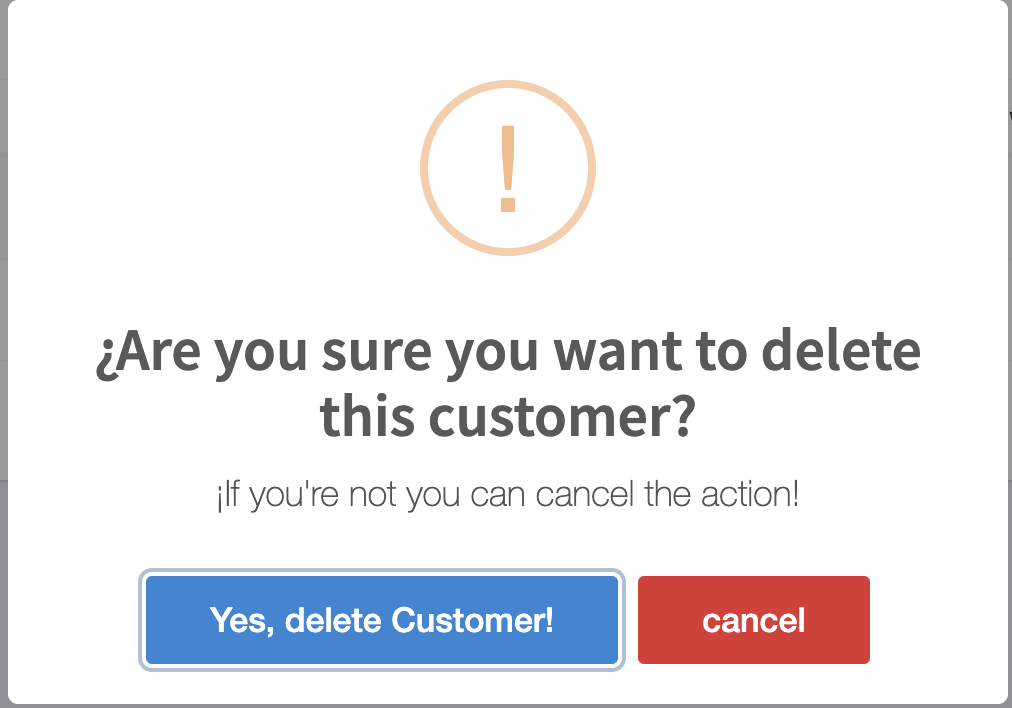 !
¿Are you sure you want to delete
this customer?
¡If you're not you can cancel the action!
Yes, delete Customer!
cancel